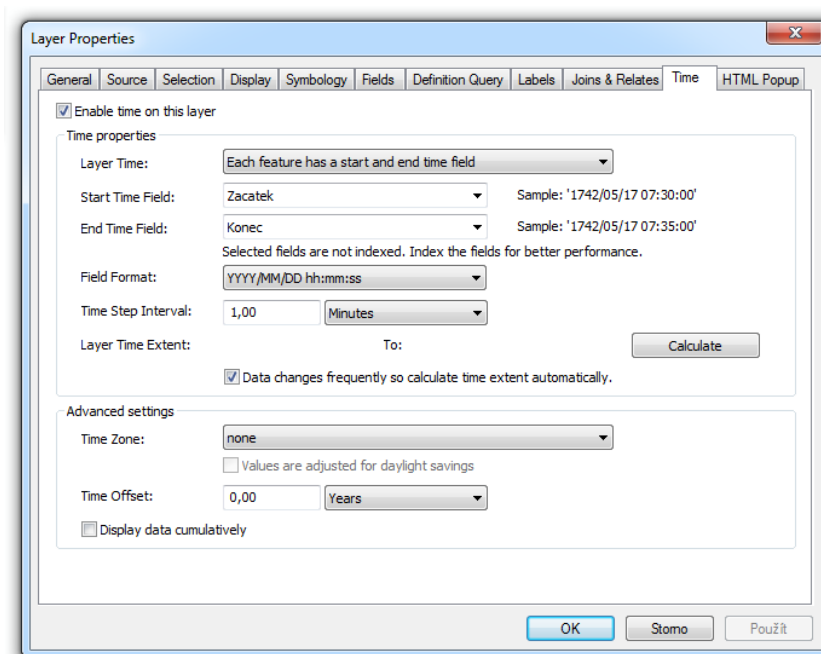 Layer Properties
General Source Selection Display Symbology Fields Definition Query Labels Joins & Relates Time HTML Popup
Enable time on this layer
Time properties
Layer Time: Each feature has a start and end time field
Start Time Field: Zacatek Sample: '1742/05/17 07:30:00'
End Time Field: Konec Sample: '1742/05/17 07:35:00'
Selected fields are not indexed. Index the fields for better performance.
Field Format: YYYY/MM/DD hh:mm:ss
Time Step Interval: 1,00 Minutes
Layer Time Extent: To: Calculate
Data changes frequently so calculate time extent automatically.
Advanced settings
Time Zone: none
Values are adjusted for daylight savings
Time Offset: 0,00 Years
Display data cumulatively
OK Storno Použít